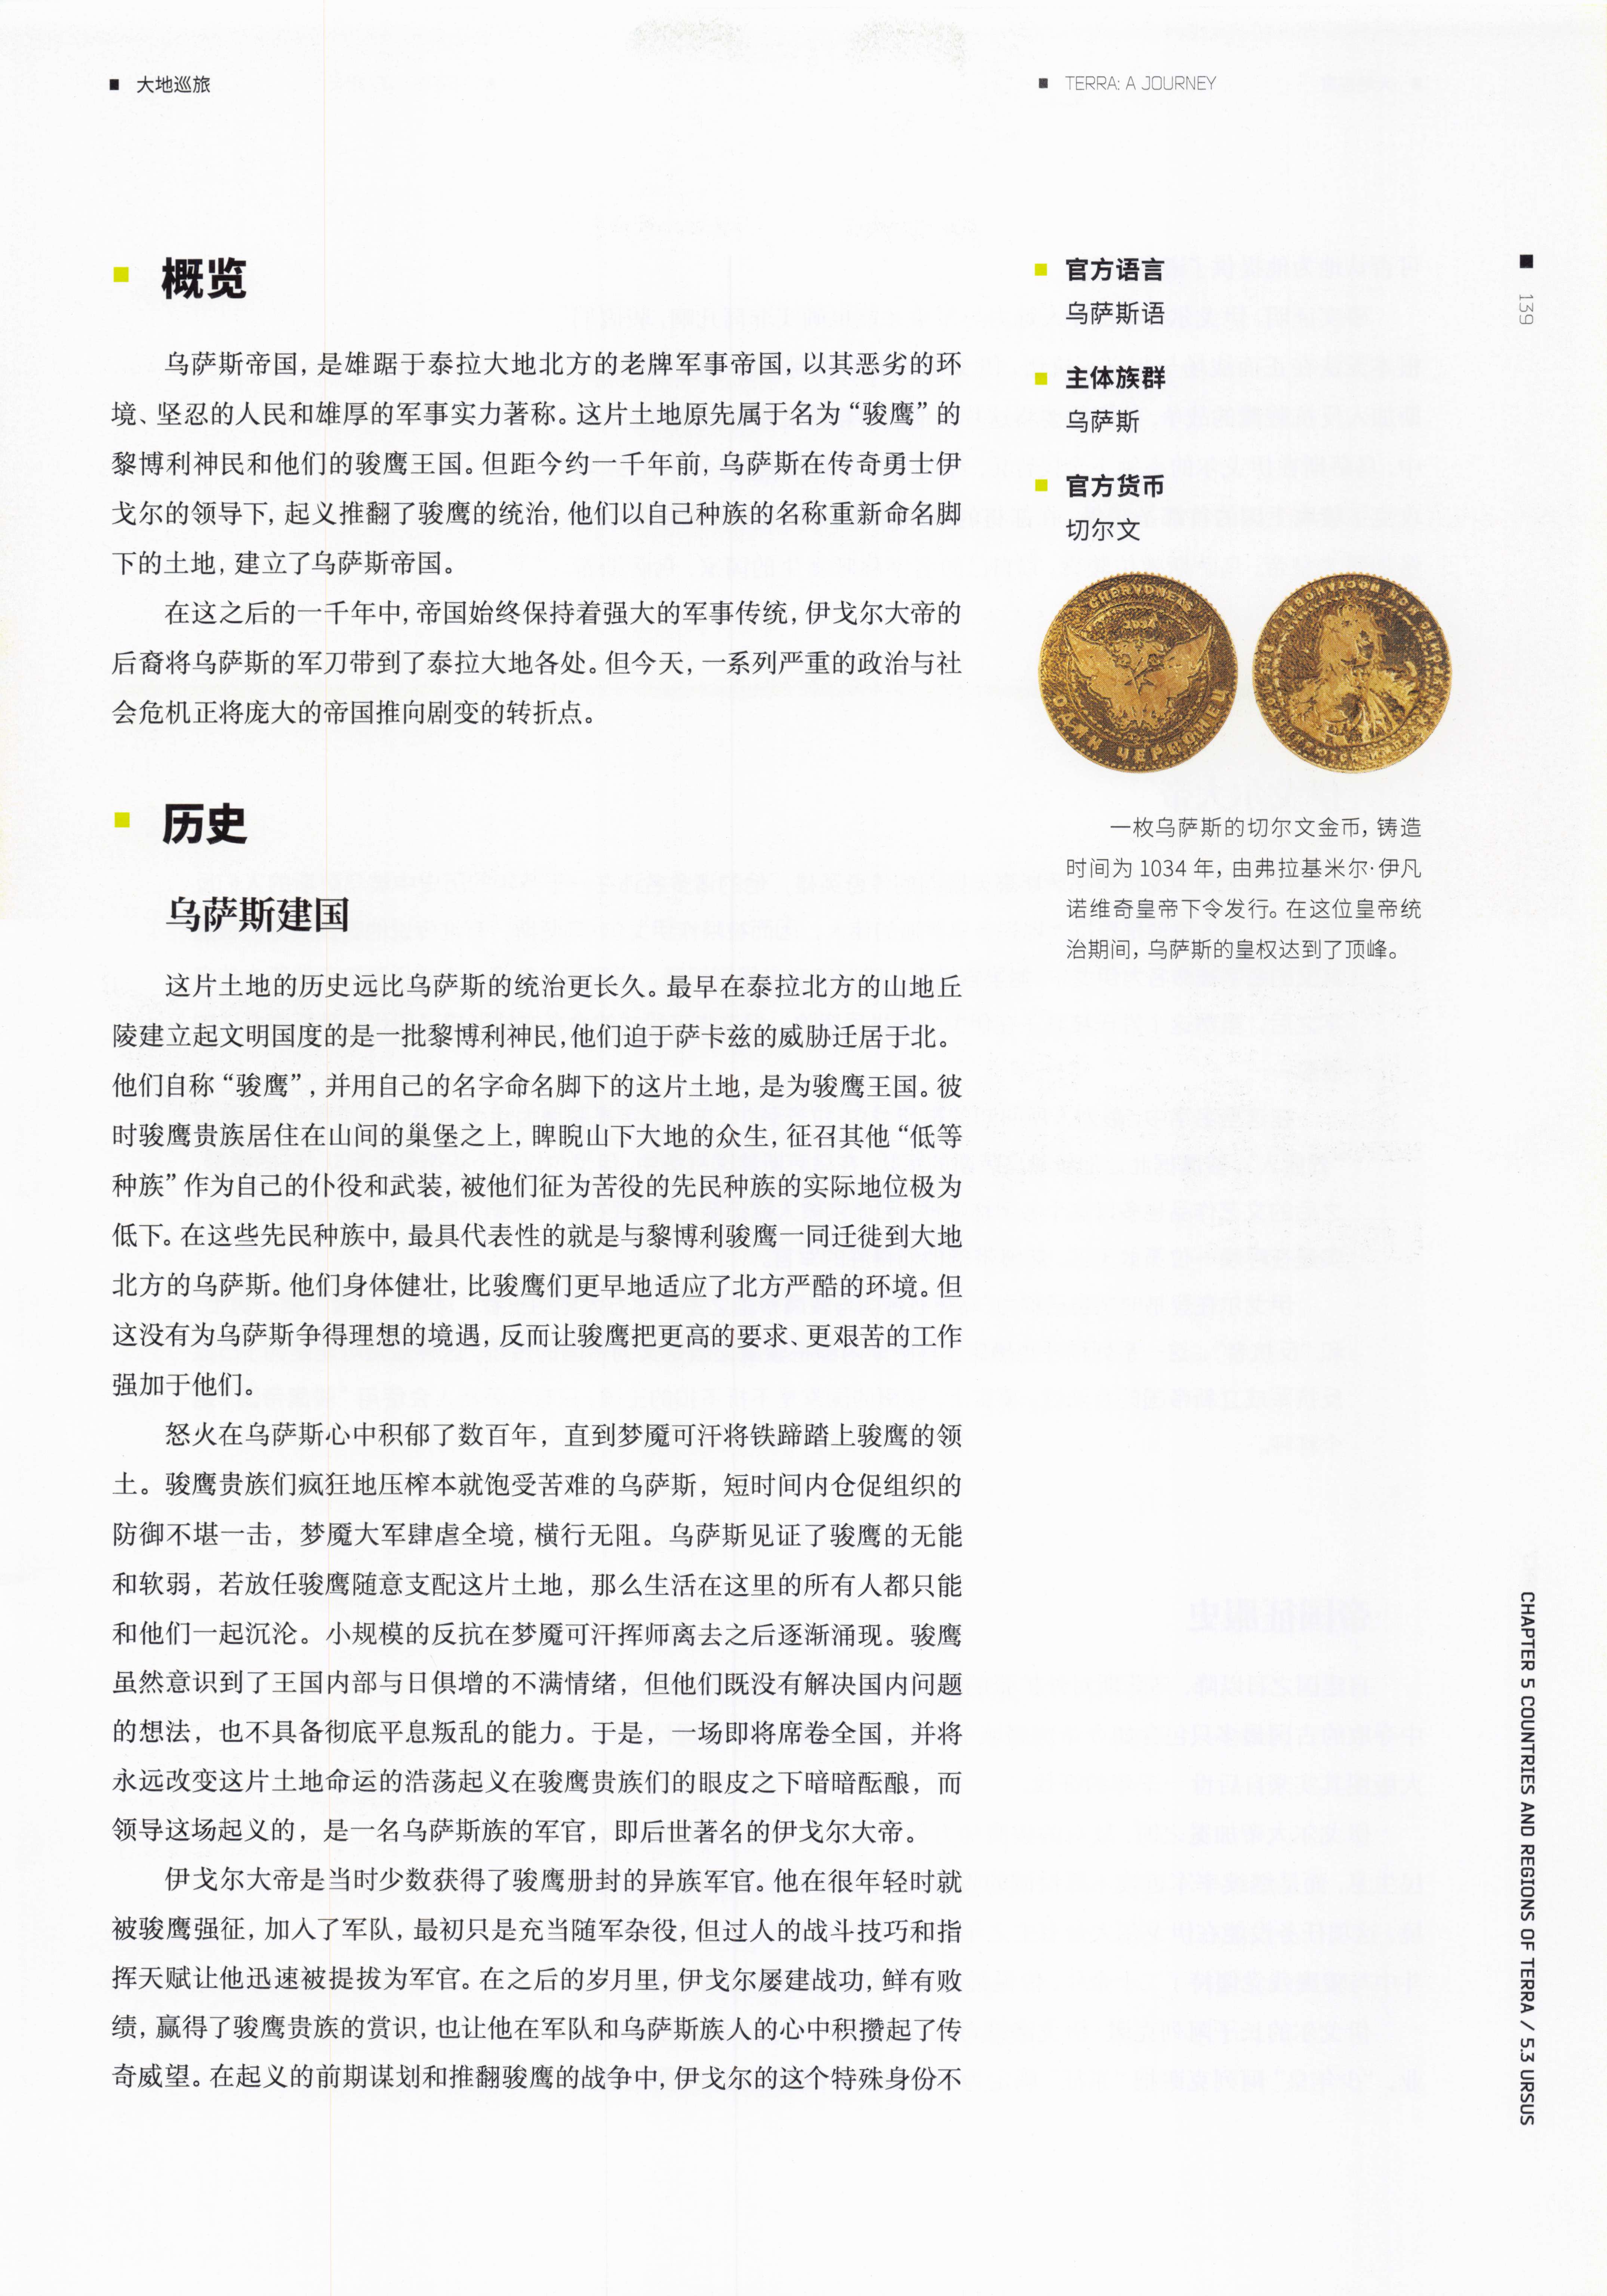 大地巡旅
TERRA: A JOURNEY
概览
乌萨斯帝国，是雄踞于泰拉大地北方的老牌军事帝国，以其恶劣的环
境、坚忍的人民和雄厚的军事实力著称。这片土地原先属于名为“骏鹰”的
黎博利神民和他们的骏鹰王国。但距今约一千年前，乌萨斯在传奇勇士伊
戈尔的领导下，起义推翻了骏鹰的统治，他们以自己种族的名称重新命名脚
下的土地，建立了乌萨斯帝国。
在这之后的一千年中，帝国始终保持着强大的军事传统，伊戈尔大帝的
后裔将乌萨斯的军刀带到了泰拉大地各处。但今天，一系列严重的政治与社
会危机正将庞大的帝国推向剧变的转折点。
历史
乌萨斯建国
这片土地的历史远比乌萨斯的统治更长久。最早在泰拉北方的山地丘
陵建立起文明国度的是一批黎博利神民，他们迫于萨卡兹的威胁迁居于北。
他们自称“骏鹰”，并用自己的名字命名脚下的这片土地，是为骏鹰王国。彼
时骏鹰贵族居住在山间的巢堡之上，睥睨山下大地的众生，征召其他“低等
种族”作为自己的仆役和武装，被他们征为苦役的先民种族的实际地位极为
低下。在这些先民种族中，最具代表性的就是与黎博利骏鹰一同迁徙到大地
北方的乌萨斯。他们身体健壮，比骏鹰们更早地适应了北方严酷的环境。但
这没有为乌萨斯争得理想的境遇，反而让骏鹰把更高的要求、更艰苦的工作
强加于他们。
怒火在乌萨斯心中积郁了数百年，直到梦魇可汗将铁蹄踏上骏鹰的领
土。骏鹰贵族们疯狂地压榨本就饱受苦难的乌萨斯，短时间内仓促组织的
防御不堪一击，梦魇大军肆虐全境，横行无阻。乌萨斯见证了骏鹰的无能
和软弱，若放任骏鹰随意支配这片土地，那么生活在这里的所有人都只能
和他们一起沉沦。小规模的反抗在梦魇可汗挥师离去之后逐渐涌现。骏鹰
虽然意识到了王国内部与日俱增的不满情绪，但他们既没有解决国内问题
的想法，也不具备彻底平息叛乱的能力。于是，一场即将席卷全国，并将
永远改变这片土地命运的浩荡起义在骏鹰贵族们的眼皮之下暗暗酝酿，而
领导这场起义的，是一名乌萨斯族的军官，即后世著名的伊戈尔大帝。
伊戈尔大帝是当时少数获得了骏鹰册封的异族军官。他在很年轻时就
被骏鹰强征，加入了军队，最初只是充当随军杂役，但过人的战斗技巧和指
挥天赋让他迅速被提拔为军官。在之后的岁月里，伊戈尔屡建战功，鲜有败
绩，赢得了骏鹰贵族的赏识，也让他在军队和乌萨斯族人的心中积攒起了传
奇威望。在起义的前期谋划和推翻骏鹰的战争中，伊戈尔的这个特殊身份不
官方语言
乌萨斯语
主体族群
乌萨斯
官方货币
切尔文
CHERVONETS
ОДИН ЧЕРВОНЕЦ
一枚乌萨斯的切尔文金币，铸造
时间为 1034 年，由弗拉基米尔·伊凡
诺维奇皇帝下令发行。在这位皇帝统
治期间，乌萨斯的皇权达到了顶峰。
139
CHAPTER 5 COUNTRIES AND REGIONS OF TERRA / 5.3 URSUS